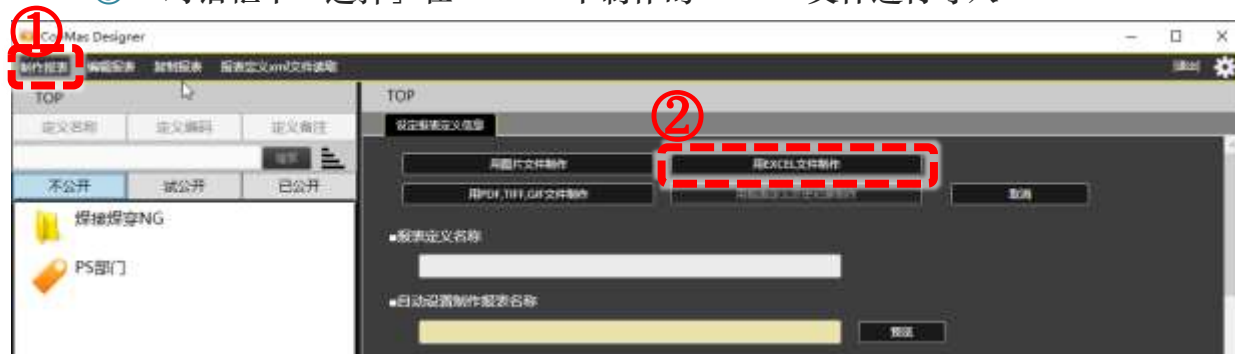 ① ConMas Designer
制作报表 编辑报表 复制报表 报表定义xml文件读取
TOP
定义名称 定义编码 定义备注
不公开 试公开 已公开
焊接焊穿NG
PS部门
TOP
设定报表定义信息
②
用图片文件制作 用EXCEL文件制作
用PDF,TIFF,GIF文件制作 取消
■报表定义名称
■自动设置制作报表名称
预览